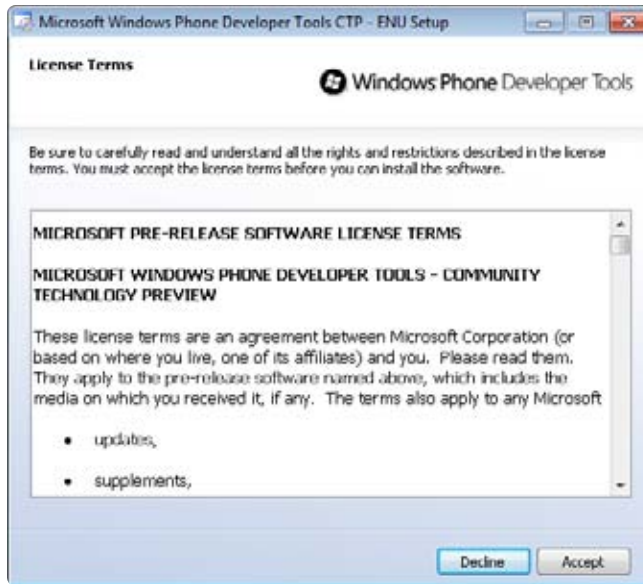 Microsoft Windows Phone Developer Tools CTP - ENU Setup
License Terms
Windows Phone Developer Tools
Be sure to carefully read and understand all the rights and restrictions described in the license
terms. You must accept the license terms before you can install the software.
MICROSOFT PRE-RELEASE SOFTWARE LICENSE TERMS
MICROSOFT WINDOWS PHONE DEVELOPER TOOLS - COMMUNITY
TECHNOLOGY PREVIEW
These license terms are an agreement between Microsoft Corporation (or
based on where you live, one of its affiliates) and you. Please read them.
They apply to the pre-release software named above, which includes the
media on which you received it, if any. The terms also apply to any Microsoft
• updates,
• supplements,
Decline
Accept